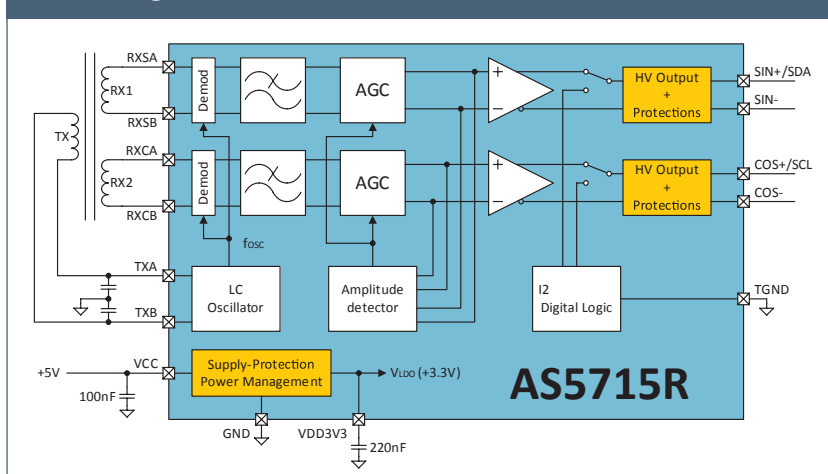 RXSA
RX1
RXSB
TX
RXCA
RX2
RXCB
Demod
AGC
Demod
AGC
fosc
TXA
TXB
LC
Oscillator
Amplitude
detector
I2
Digital Logic
HV Output
+
Protections
HV Output
+
Protections
SIN+/SDA
SIN-
COS+/SCL
COS-
TGND
+5V
VCC
100nF
Supply-Protection
Power Management
VLDO (+3.3V)
GND
VDD3V3
220nF
AS5715R